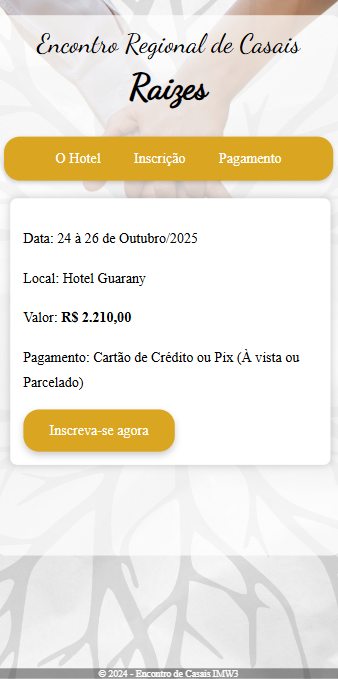 Encontro Regional de Casais
Raizes
O Hotel Inscrição Pagamento
Data: 24 à 26 de Outubro/2025
Local: Hotel Guarany
Valor: R$ 2.210,00
Pagamento: Cartão de Crédito ou Pix (À vista ou
Parcelado)
Inscreva-se agora
© 2024 - Encontro de Casais IMW3